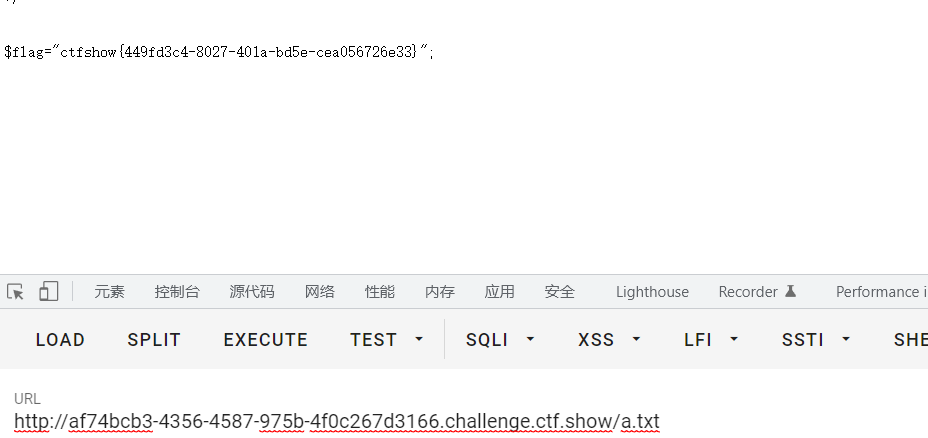 $flag="ctfshow{449fd3c4-8027-401a-bd5e-cea056726e33}";
元素 控制台 源代码 网络 性能 内存 应用 安全 Lighthouse Recorder Performance i
LOAD SPLIT EXECUTE TEST SQLI XSS LFI SSTI SHE
URL
http://af74bcb3-4356-4587-975b-4f0c267d3166.challenge.ctf.show/a.txt